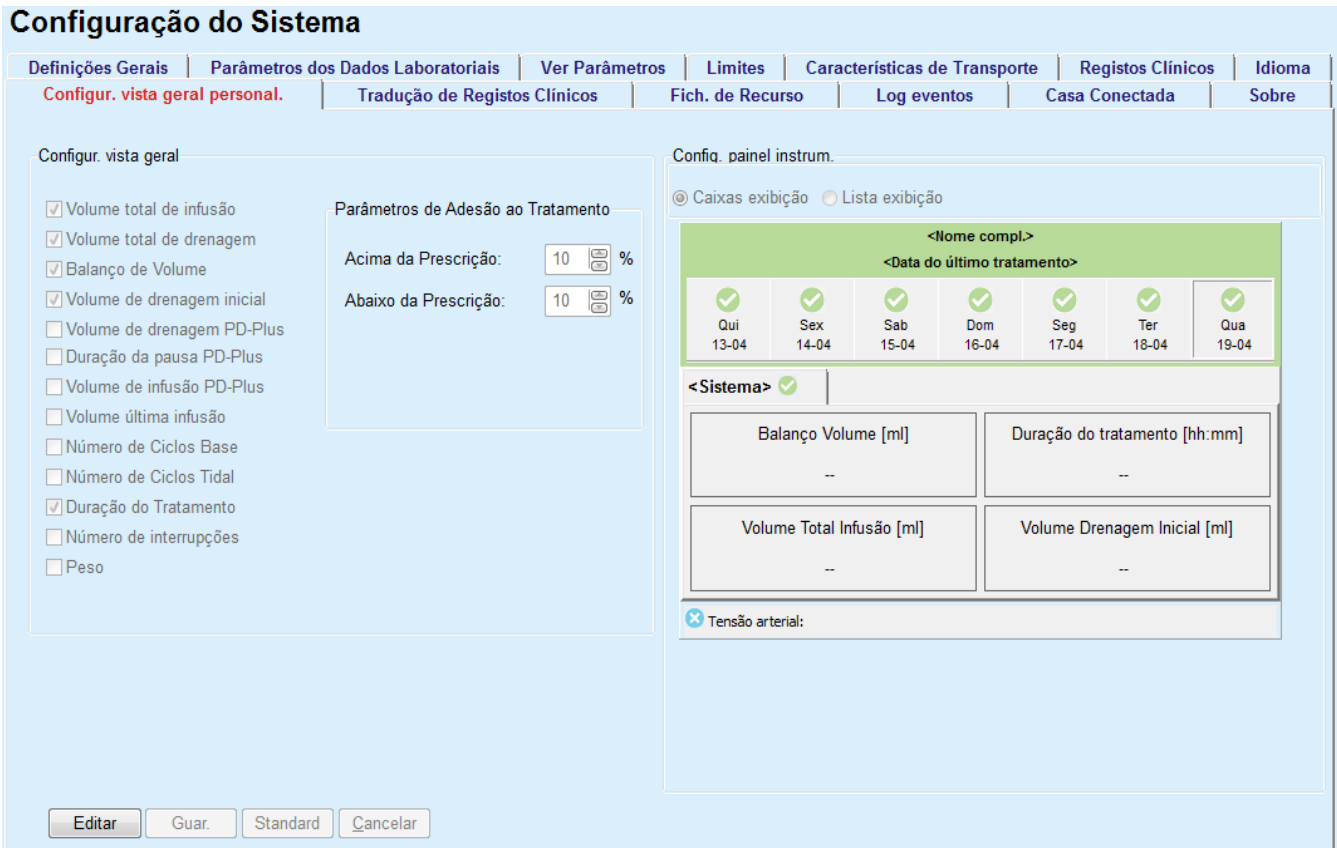 Configuração do Sistema
Definições Gerais Parâmetros dos Dados Laboratoriais Ver Parâmetros Limites Características de Transporte Registos Clínicos Idioma
Configur. vista geral personal. Tradução de Registos Clínicos Fich. de Recurso Log eventos Casa Conectada Sobre
Configur. vista geral
Volume total de infusão
Volume total de drenagem
Balanço de Volume
Volume de drenagem inicial
Volume de drenagem PD-Plus
Duração da pausa PD-Plus
Volume de infusão PD-Plus
Volume última infusão
Número de Ciclos Base
Número de Ciclos Tidal
Duração do Tratamento
Número de interrupções
Peso
Parâmetros de Adesão ao Tratamento
Acima da Prescrição: 10 %
Abaixo da Prescrição: 10 %
Config. painel instrum.
Caixas exibição Lista exibição
<Nome compl.>
<Data do último tratamento>
Qui Sex Sab Dom Seg Ter Qua
13-04 14-04 15-04 16-04 17-04 18-04 19-04
<Sistema>
Balanço Volume [ml] Duração do tratamento [hh:mm]
-- --
Volume Total Infusão [ml] Volume Drenagem Inicial [ml]
-- --
Tensão arterial:
Editar Guar. Standard Cancelar